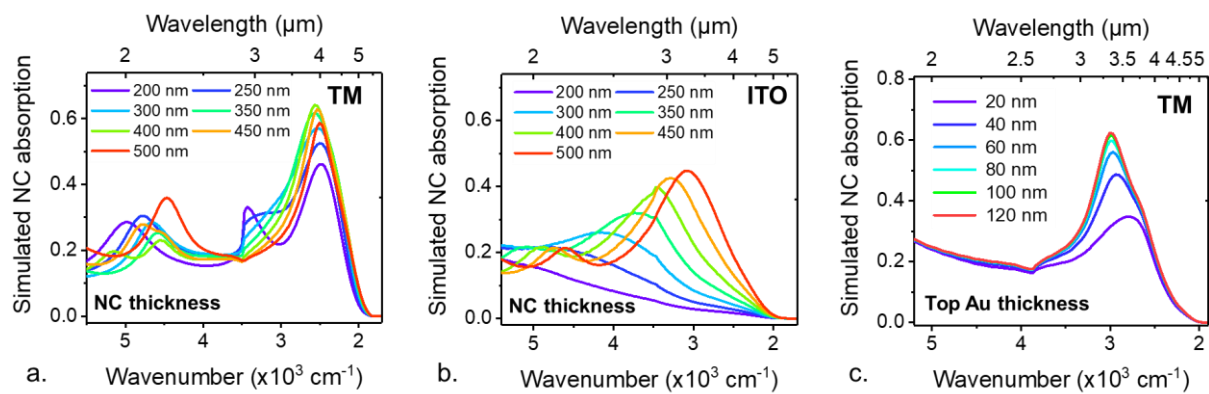 Wavelength (µm)
2 3 4 5
Simulated NC absorption
0.6
0.4
0.2
0.0
TM
200 nm 250 nm
300 nm 350 nm
400 nm 450 nm
500 nm
NC thickness
5 4 3 2
a. Wavenumber (x10³ cm⁻¹)
Wavelength (µm)
2 3 4 5
Simulated NC absorption
0.6
0.4
0.2
0.0
ITO
200 nm 250 nm
300 nm 350 nm
400 nm 450 nm
500 nm
NC thickness
5 4 3 2
b. Wavenumber (x10³ cm⁻¹)
Wavelength (µm)
2 2.5 3 3.5 4 4.55
Simulated NC absorption
0.8
0.6
0.4
0.2
0.0
TM
20 nm
40 nm
60 nm
80 nm
100 nm
120 nm
Top Au thickness
5 4 3 2
c. Wavenumber (x10³ cm⁻¹)